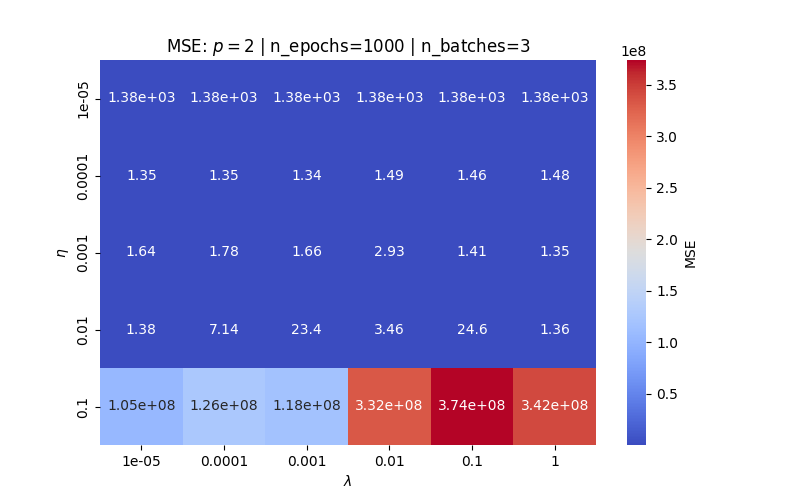 MSE: p = 2 | n_epochs=1000 | n_batches=3
1e8
1e-05 1.38e+03 1.38e+03 1.38e+03 1.38e+03 1.38e+03 1.38e+03
0.0001 1.35 1.35 1.34 1.49 1.46 1.48
0.001 1.64 1.78 1.66 2.93 1.41 1.35
0.01 1.38 7.14 23.4 3.46 24.6 1.36
0.1 1.05e+08 1.26e+08 1.18e+08 3.32e+08 3.74e+08 3.42e+08
1e-05 0.0001 0.001 0.01 0.1 1
λ
η
3.5
3.0
2.5
2.0
1.5
1.0
0.5
MSE